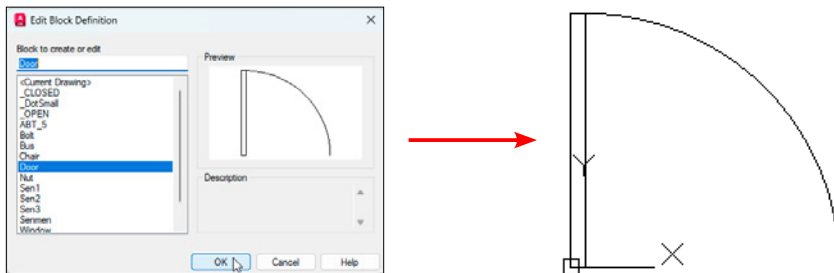 Edit Block Definition
Block to create or edit
Door
<Current Drawing>
_CLOSED
_DotSmall
_OPEN
ABT_5
Bolt
Bus
Chair
Door
Nut
Sen1
Sen2
Sen3
Senmen
Window
Preview
Description
OK
Cancel
Help
Y
X